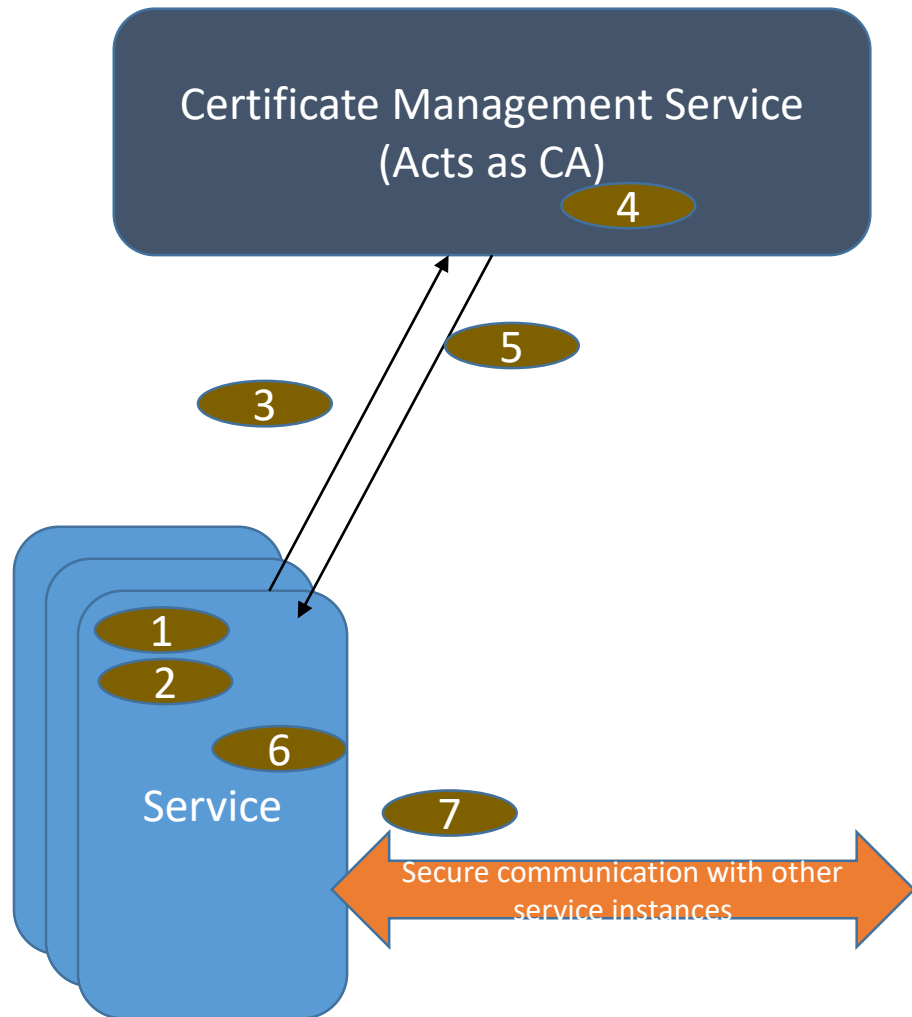 Certificate Management Service
(Acts as CA)
4
5
3
1
2
6
Service
7
Secure communication with other
service instances